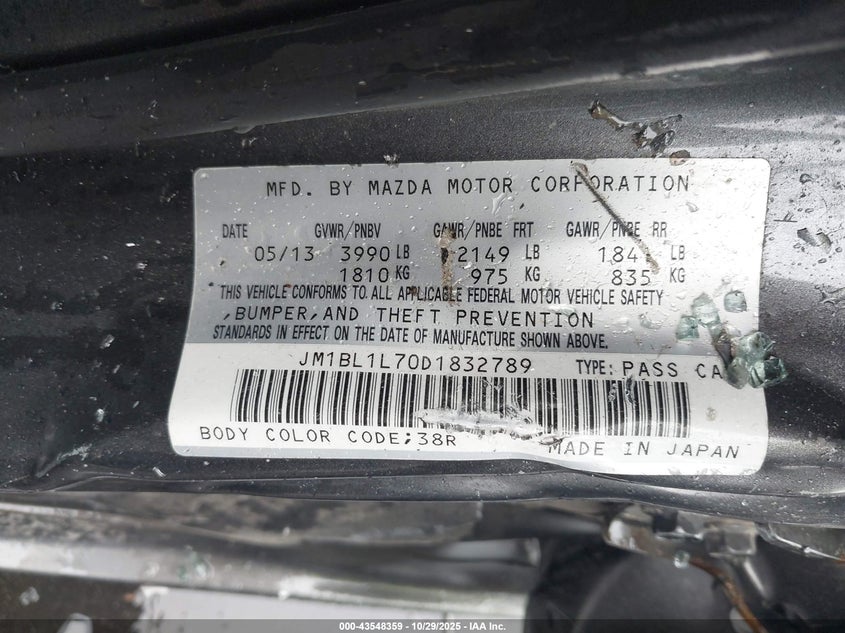 MFD. BY MAZDA MOTOR CORPORATION
DATE GVWR/PNBV GAWR/PNBE FRT GAWR/PNBE RR
05/13 3990 LB 2149 LB LB
1810 KG 975 KG 835 KG
THIS VEHICLE CONFORMS TO ALL APPLICABLE FEDERAL MOTOR VEHICLE SAFETY
,BUMPER,AND THEFT PREVENTION
STANDARDS IN EFFECT ON THE DATE OF MANUFACTURE SHOWN ABOVE.
JM1BL1L70D1832789 TYPE: PASS CA
BODY COLOR CODE;38R MADE IN JAPAN
000-43548359 | 10/29/2025 - IAA Inc.